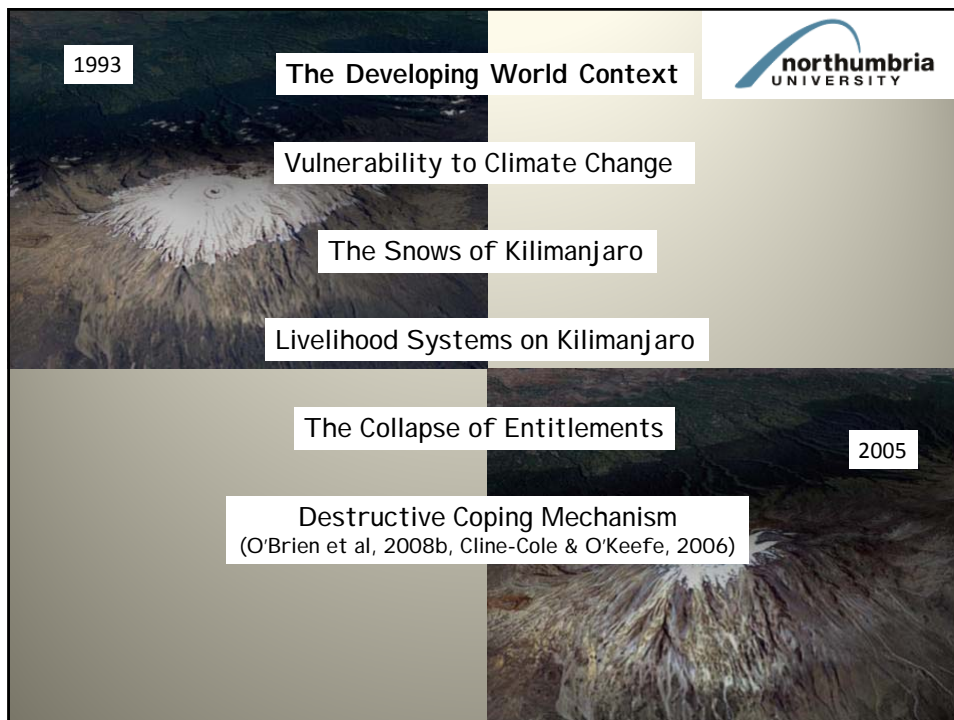 1993
The Developing World Context
northumbria
UNIVERSITY
Vulnerability to Climate Change
The Snows of Kilimanjaro
Livelihood Systems on Kilimanjaro
The Collapse of Entitlements
2005
Destructive Coping Mechanism
(O'Brien et al, 2008b, Cline-Cole & O'Keefe, 2006)